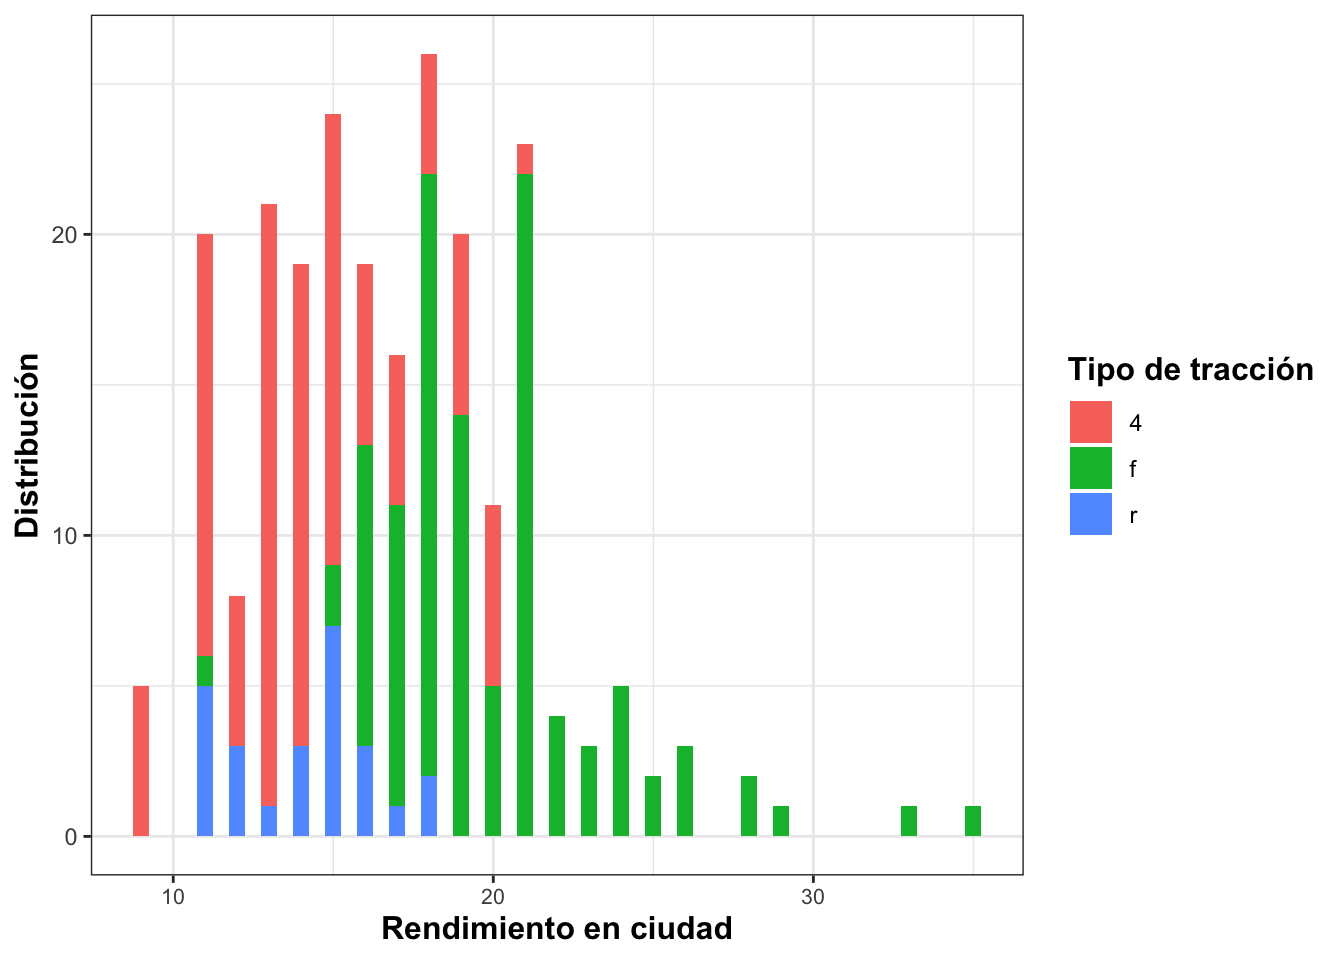 Distribución
20
10
0
10
20
30
Rendimiento en ciudad
Tipo de tracción
4
f
r